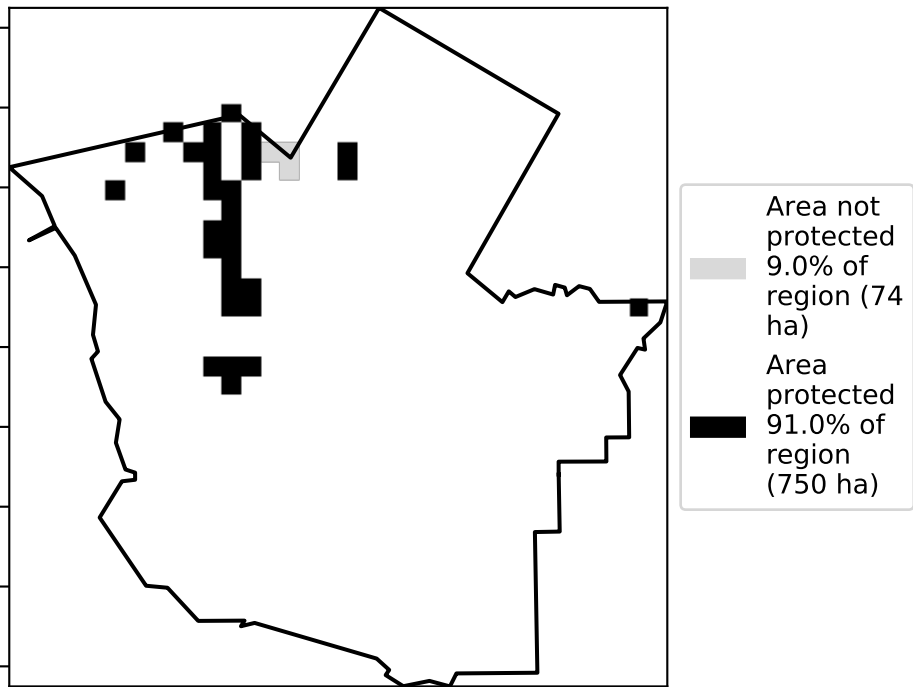 Area not
protected
9.0% of
region (74
ha)
Area
protected
91.0% of
region
(750 ha)